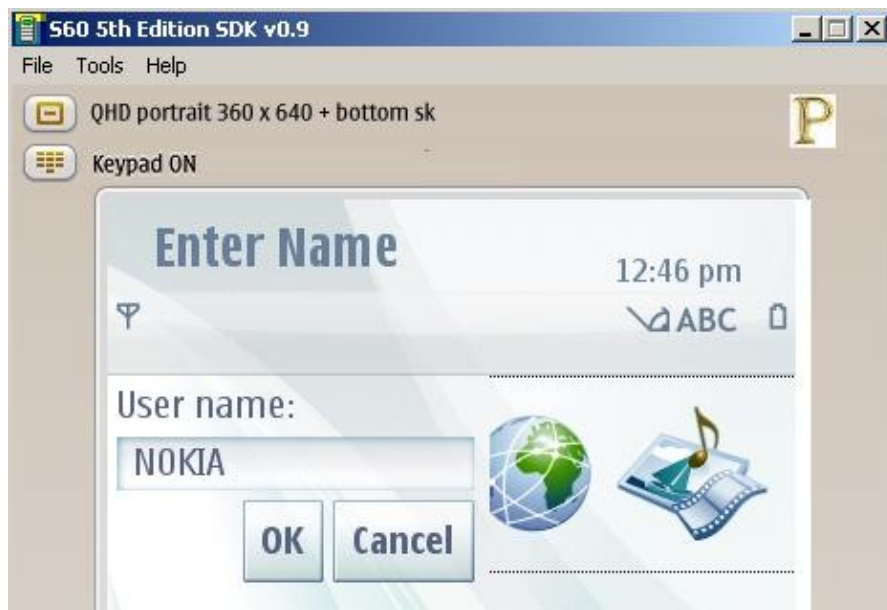 S60 5th Edition SDK v0.9
File Tools Help
QHD portrait 360 x 640 + bottom sk
P
Keypad ON
Enter Name
12:46 pm
ABC
User name:
NOKIA
OK Cancel